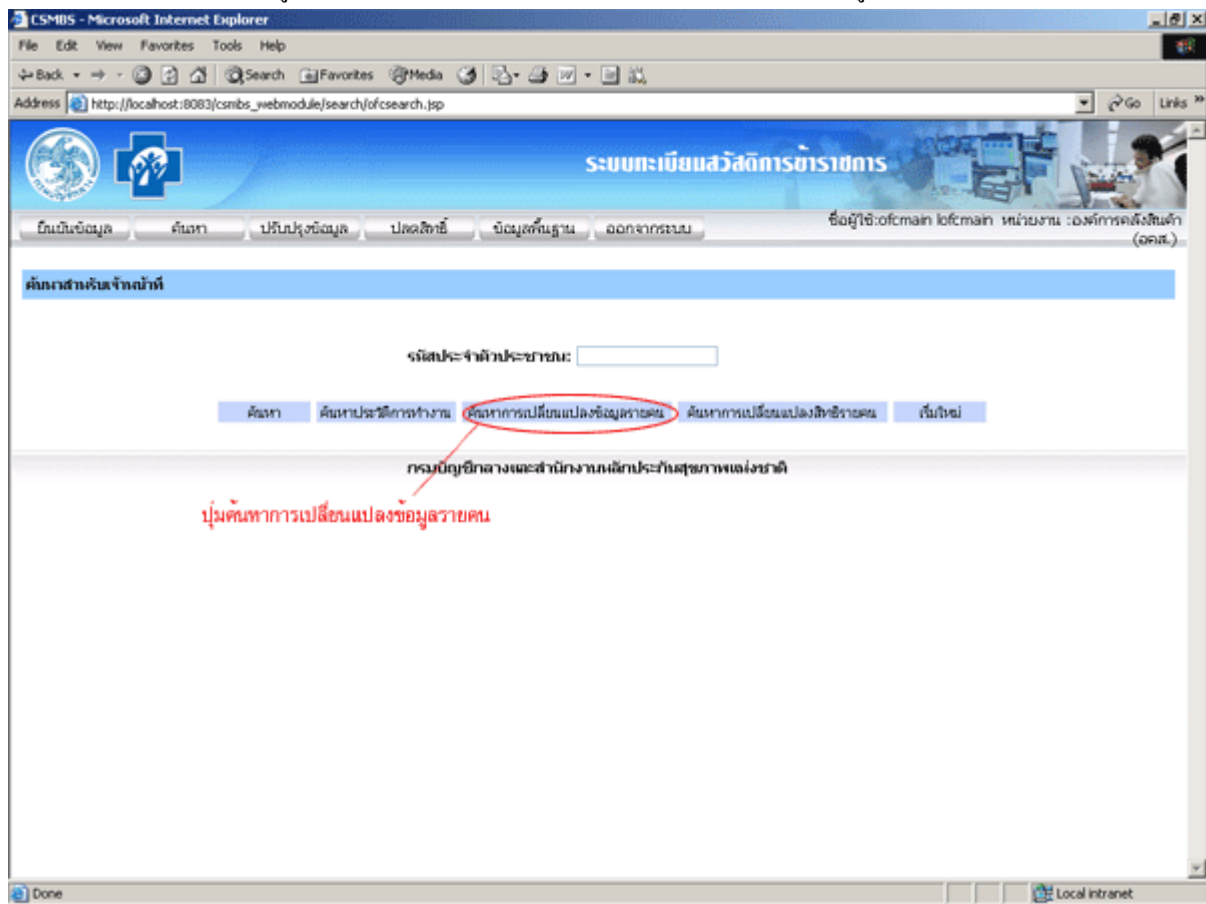 CSMBS - Microsoft Internet Explorer
File Edit View Favorites Tools Help
Back Search Favorites Media
Address http://localhost:8083/csmbs_webmodule/search/ofcsearch.jsp Go Links »
ระบบทะเบียนสวัสดิการข้าราชการ
ยืนยันข้อมูล ค้นหา ปรับปรุงข้อมูล ปลดสิทธิ์ ข้อมูลพื้นฐาน ออกจากระบบ ชื่อผู้ใช้:ofcmain lofcmain หน่วยงาน :องค์การคลังสินค้า
(อคส.)
ค้นหาสำหรับเจ้าหน้าที่
รหัสประจำตัวประชาชน:
ค้นหา ค้นหาประวัติการทำงาน ค้นหาการเปลี่ยนแปลงข้อมูลรายคน ค้นหาการเปลี่ยนแปลงสิทธิรายคน เริ่มใหม่
กรมบัญชีกลางและสำนักงานหลักประกันสุขภาพแห่งชาติ
ปุ่มค้นหาการเปลี่ยนแปลงข้อมูลรายคน
Done Local intranet